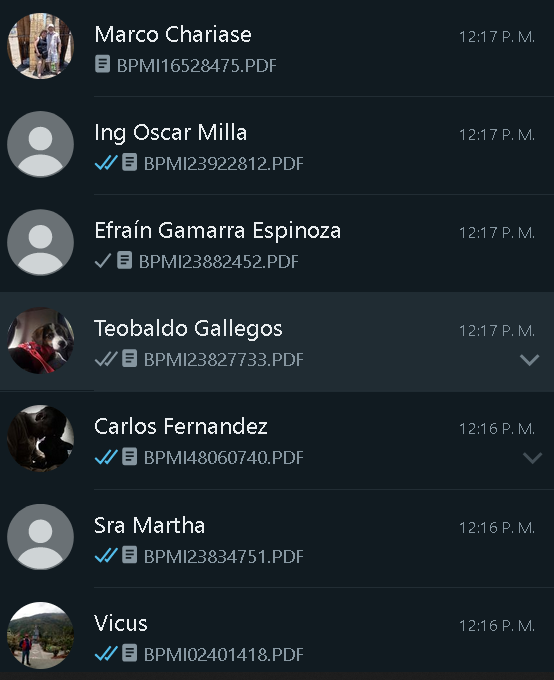 Marco Chariase 12:17 P. M.
BPMI16528475.PDF
Ing Oscar Milla 12:17 P. M.
BPMI23922812.PDF
Efraín Gamarra Espinoza 12:17 P. M.
BPMI23882452.PDF
Teobaldo Gallegos 12:17 P. M.
BPMI23827733.PDF
Carlos Fernandez 12:16 P. M.
BPMI48060740.PDF
Sra Martha 12:16 P. M.
BPMI23834751.PDF
Vicus 12:16 P. M.
BPMI02401418.PDF